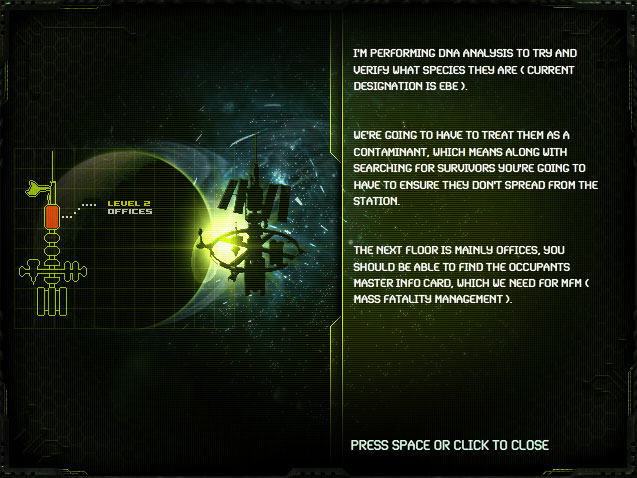 LEVEL 2
OFFICES
I'M PERFORMING DNA ANALYSIS TO TRY AND
VERIFY WHAT SPECIES THEY ARE ( CURRENT
DESIGNATION IS EBE ).
WE'RE GOING TO HAVE TO TREAT THEM AS A
CONTAMINANT, WHICH MEANS ALONG WITH
SEARCHING FOR SURVIVORS YOU'RE GOING TO
HAVE TO ENSURE THEY DON'T SPREAD FROM THE
STATION.
THE NEXT FLOOR IS MAINLY OFFICES, YOU
SHOULD BE ABLE TO FIND THE OCCUPANTS
MASTER INFO CARD, WHICH WE NEED FOR MFM (
MASS FATALITY MANAGEMENT ).
PRESS SPACE OR CLICK TO CLOSE